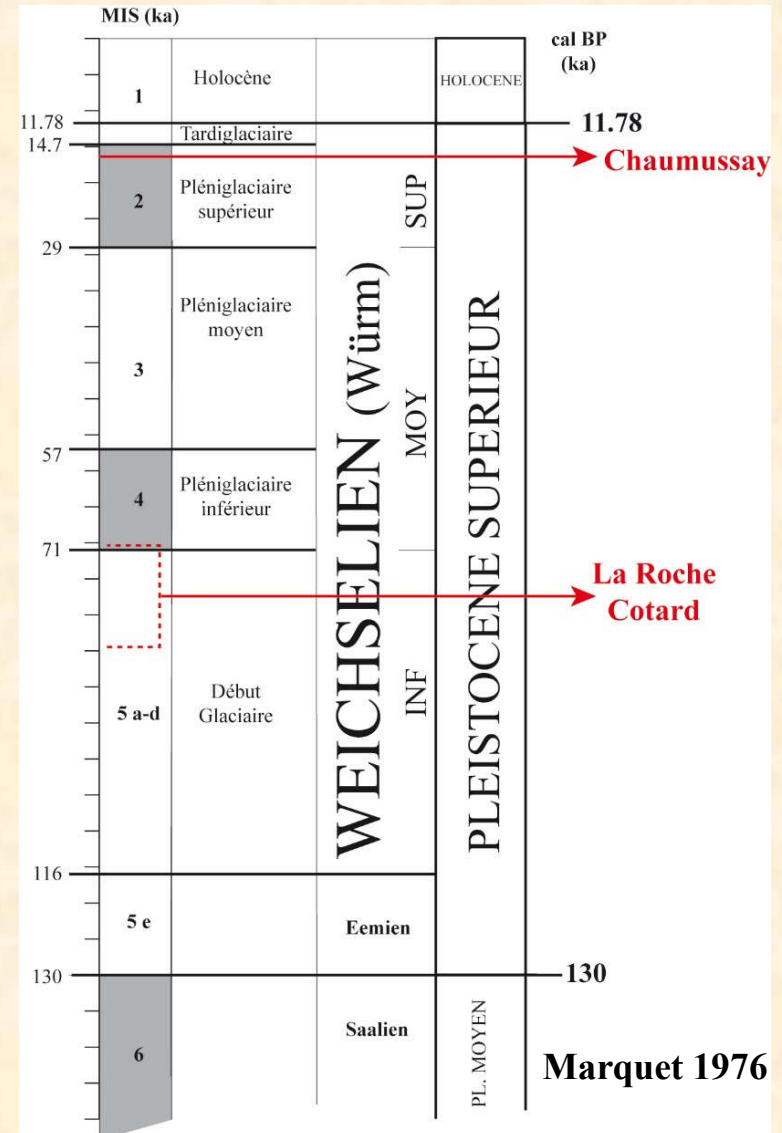 MIS (ka)
cal BP
(ka)
Holocène
HOLOCENE
1
11.78
11.78
Tardiglaciaire
14.7
Chaumussay
2
Pléniglaciaire
supérieur
SUP
29
Pléniglaciaire
moyen
3
MOY
WEICHSELIEN (Würm)
PLEISTOCENE SUPERIEUR
57
4
Pléniglaciaire
inférieur
71
La Roche
Cotard
INF
5 a-d
Début
Glaciaire
116
5 e
Eemien
130
130
Saalien
6
PL. MOYEN
Marquet 1976